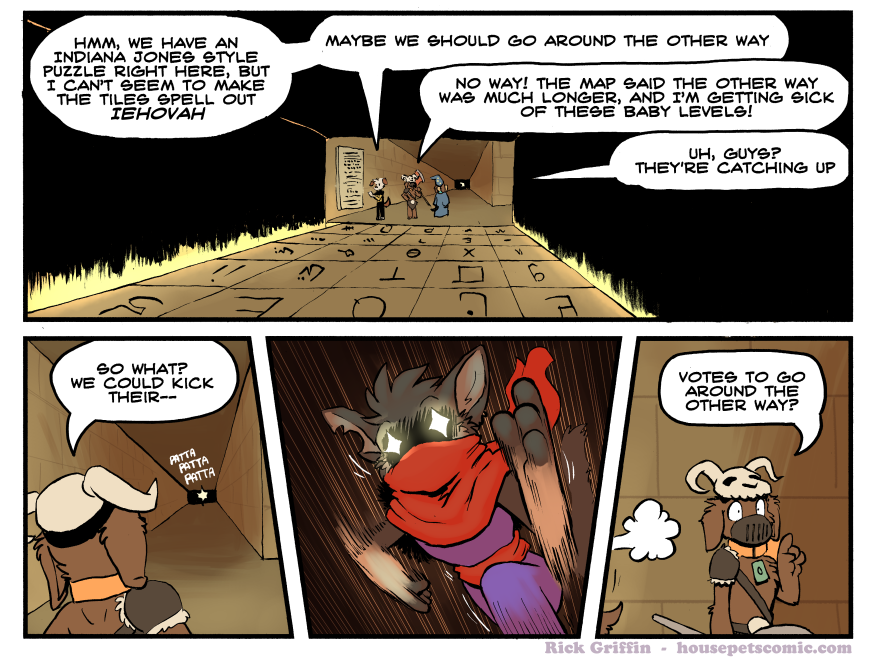 HMM, WE HAVE AN
INDIANA JONES STYLE
PUZZLE RIGHT HERE, BUT
I CAN'T SEEM TO MAKE
THE TILES SPELL OUT
IEHOVAH
MAYBE WE SHOULD GO AROUND THE OTHER WAY
NO WAY! THE MAP SAID THE OTHER WAY
WAS MUCH LONGER, AND I'M GETTING SICK
OF THESE BABY LEVELS!
UH, GUYS?
THEY'RE CATCHING UP
SO WHAT?
WE COULD KICK
THEIR--
PATTA
PATTA
PATTA
VOTES TO GO
AROUND THE
OTHER WAY?
Rick Griffin - housepetscomic.com